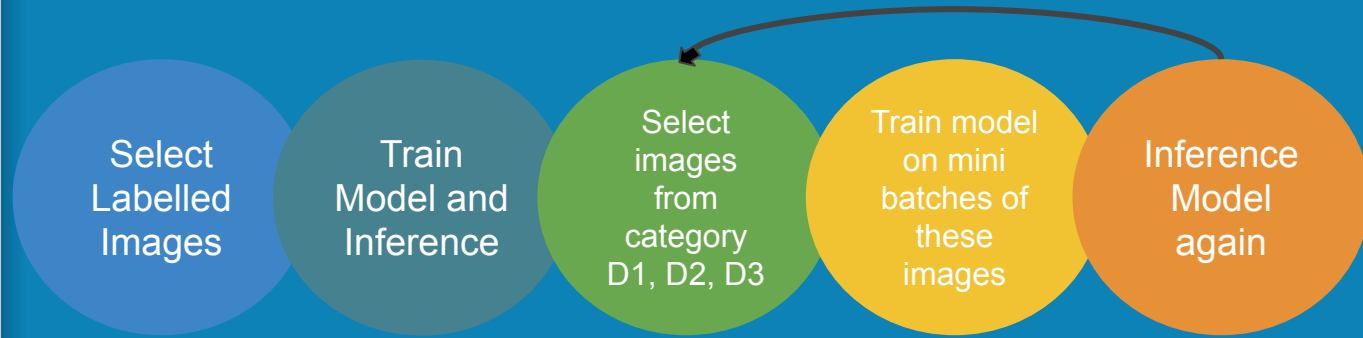 Select
Labelled
Images
Train
Model and
Inference
Select
images
from
category
D1, D2, D3
Train model
on mini
batches of
these
images
Inference
Model
again